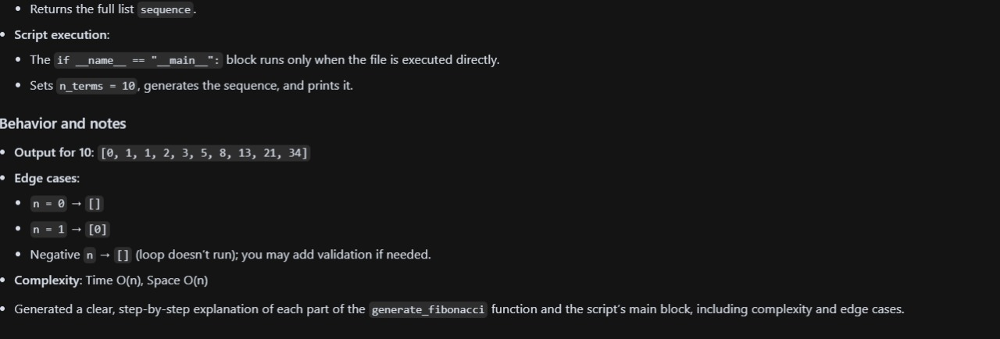 • Returns the full list sequence.
• Script execution:
• The if __name__ == "__main__": block runs only when the file is executed directly.
• Sets n_terms = 10, generates the sequence, and prints it.
Behavior and notes
• Output for 10: [0, 1, 1, 2, 3, 5, 8, 13, 21, 34]
• Edge cases:
• n = 0 → []
• n = 1 → [0]
• Negative n → [] (loop doesn't run); you may add validation if needed.
• Complexity: Time O(n), Space O(n)
• Generated a clear, step-by-step explanation of each part of the generate_fibonacci function and the script's main block, including complexity and edge cases.